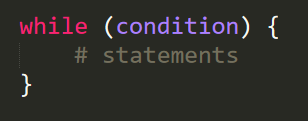 while (condition) {
    # statements
}